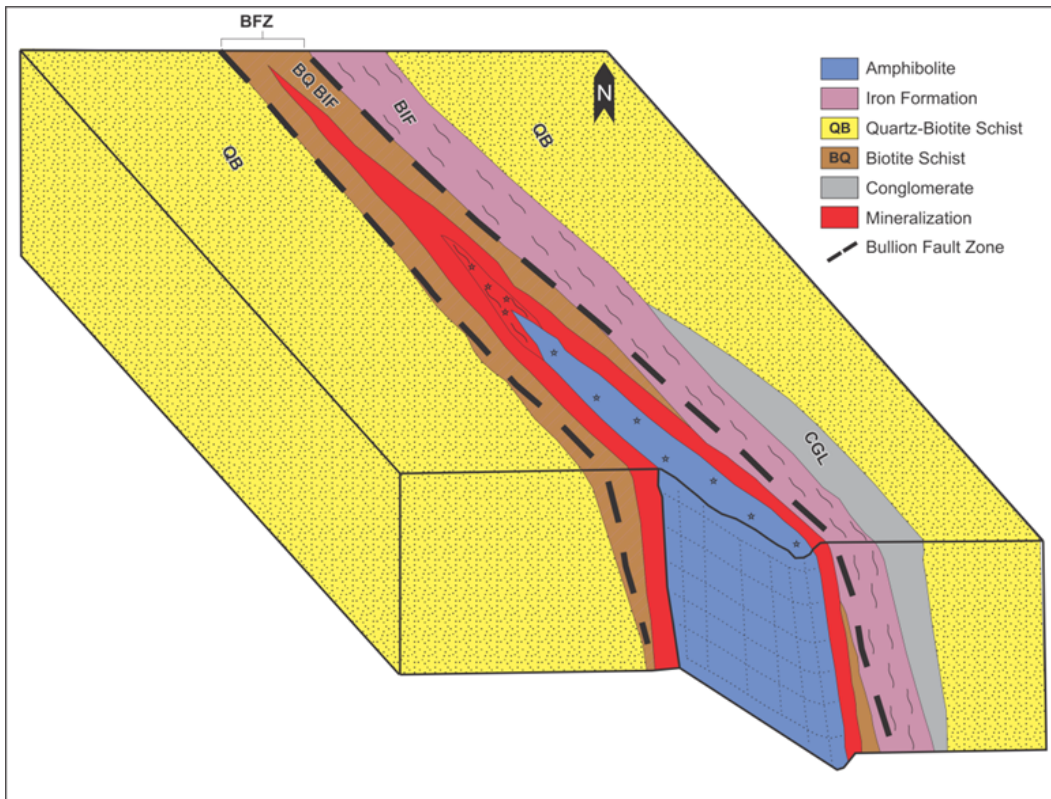 BFZ
BQ BIF
BIF
QB
QB
N
CGL
Amphibolite
Iron Formation
QB Quartz-Biotite Schist
BQ Biotite Schist
Conglomerate
Mineralization
Bullion Fault Zone